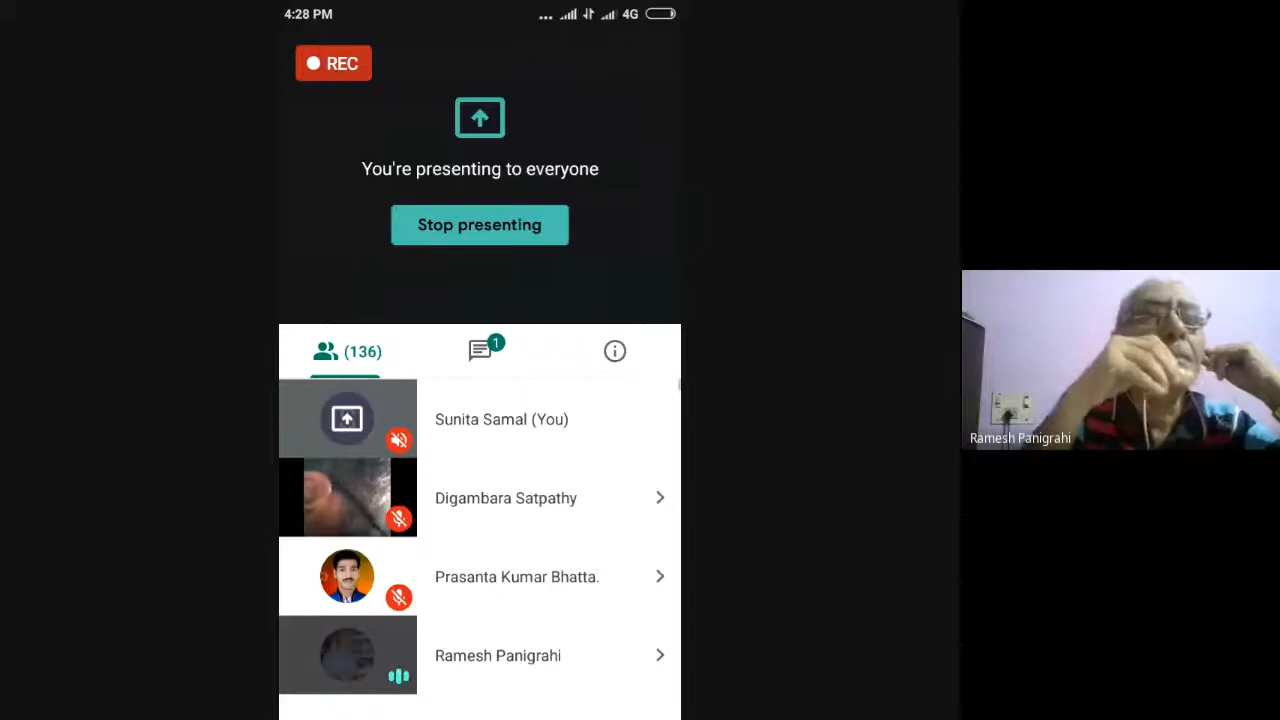 4:28 PM
4G
REC
You're presenting to everyone
Stop presenting
(136)
1
Sunita Samal (You)
Digambara Satpathy
Prasanta Kumar Bhatta.
Ramesh Panigrahi
Ramesh Panigrahi